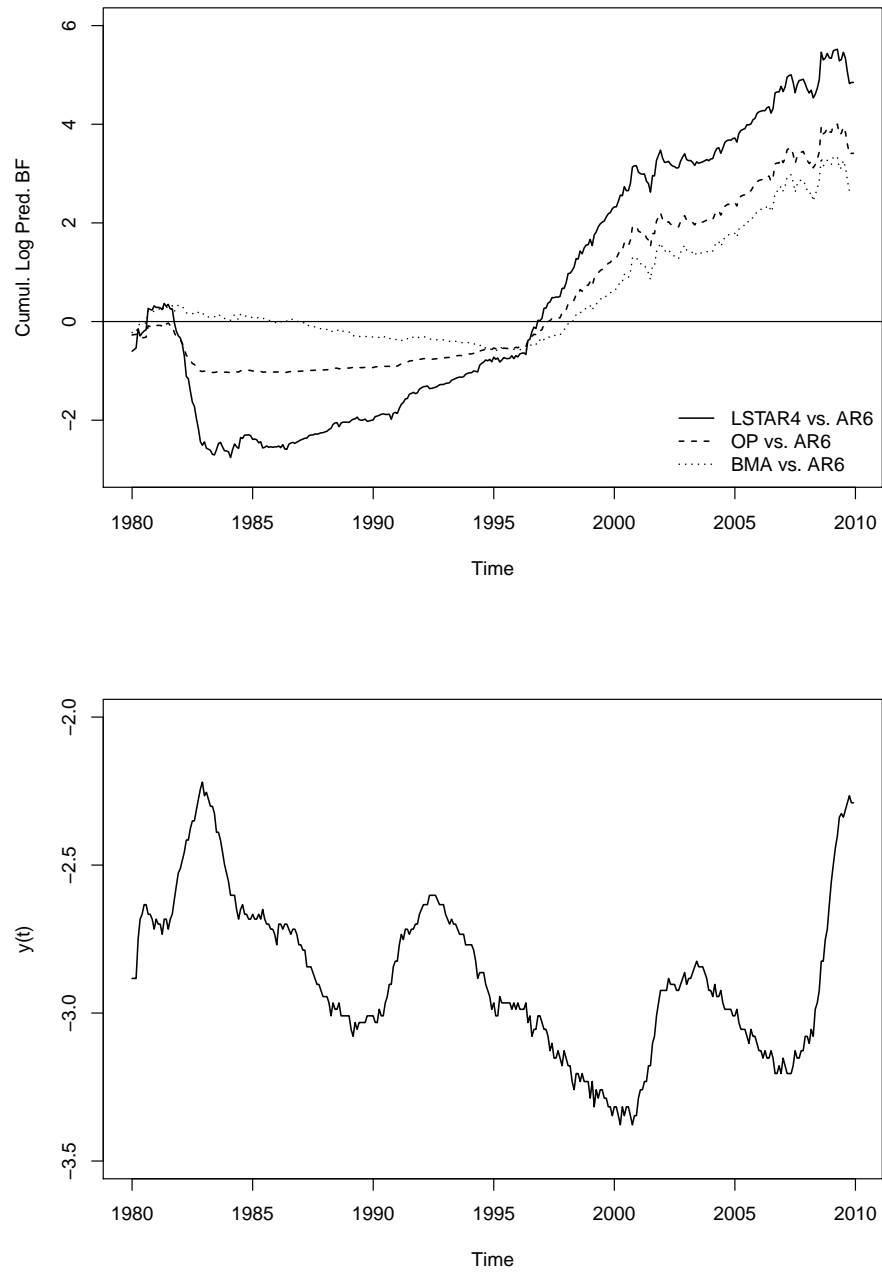 6
4
2
0
−2
Cumul. Log Pred. BF
LSTAR4 vs. AR6
OP vs. AR6
BMA vs. AR6
1980 1985 1990 1995 2000 2005 2010
Time
−2.0
−2.5
−3.0
−3.5
y(t)
1980 1985 1990 1995 2000 2005 2010
Time